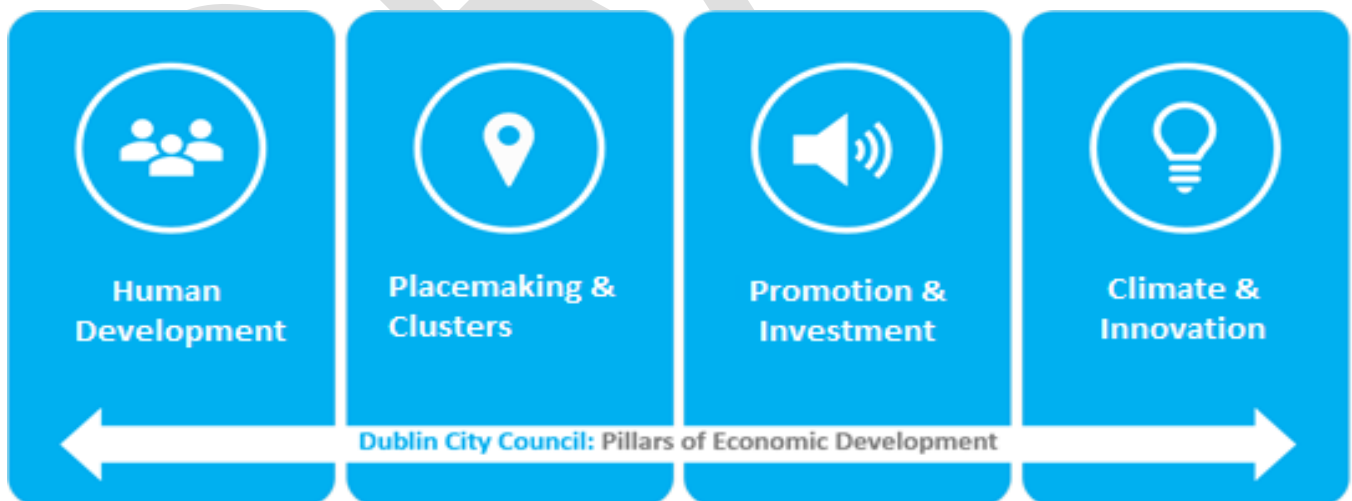 Human
Development
Placemaking &
Clusters
Promotion &
Investment
Climate &
Innovation
Dublin City Council: Pillars of Economic Development